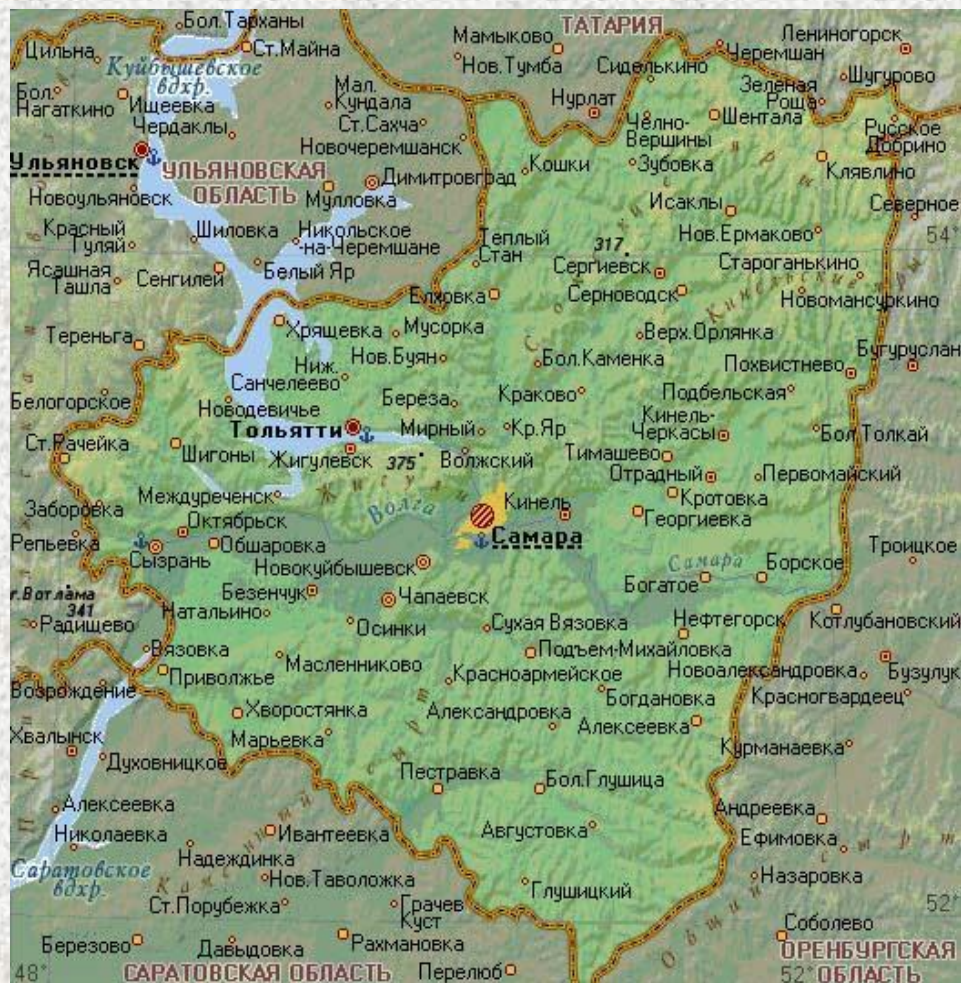 Бол.Тарханы
ТАТАРИЯ
Цильна
Ст.Майна
Мамыково
Лениногорск
Куйбышевское
вдхр.
Нов.Тумба
Черемшан
Сиделькино
Шугурово
Бол.
Нагаткино
Ишеевка
Мал.
Кундала
Нурлат
Зеленая
Роща
Чердаклы
Ст.Сахча
Челно-
Вершины
Шентала
Русское
Добрино
Ульяновск
Новочеремшанск
УЛЬЯНОВСКАЯ
ОБЛАСТЬ
Димитровград
Кошки
Зубовка
Клявлино
Новоульяновск
Мулловка
Исаклы
Северное
Красный
Гуляй
Шиловка
Никольское
-на-Черемшане
Теплый
Стан
317
Нов.Ермаково
54°
Ясашная
Ташла
Сенгилей
Белый Яр
Сергиевск
Староганькино
Елховка
Серноводск
Новомансуркино
Тереньга
Хрящевка
Мусорка
Верх.Орлянка
Ниж.
Санчелеево
Нов.Буян
Бол.Каменка
Похвистнево
Бугуруслан
Белогорское
Новодевичье
Береза
Краково
Подбельская
Тольятти
Мирный
Кр.Яр
Кинель-
Черкасы
Бол.Толкай
Ст.Рачейка
Шигоны
Жигулевск
375
Волжский
Тимашево
Отрадный
Первомайский
Междуреченск
Жигули
Кинель
Кротовка
Заборовка
Октябрьск
Волга
Георгиевка
Репьевка
Обшаровка
Самара
Троицкое
Сызрань
Новокуйбышевск
Самара
Богатое
Борское
г.Вотлама
341
Безенчук
Чапаевск
Натальино
Нефтегорск
Котлубановский
Радищево
Осинки
Сухая Вязовка
Вязовка
Масленниково
Подъем-Михайловка
Новоалександровка
Бузулук
Приволжье
Красноармейское
Возрождение
Богдановка
Красногвардеец
Хворостянка
Александровка
Алексеевка
Хвалынск
Марьевка
Курманаевка
Духовницкое
Пестравка
Бол.Глушица
Алексеевка
Андреевка
Николаевка
Ивантеевка
Августовка
Ефимовка
Саратовское
вдхр.
Надеждинка
Каменный сырт
Нов.Таволожка
Глушицкий
Назаровка
Ст.Порубежка
Грачев
Куст
52°
Общий сырт
Соболево
Березово
Давыдовка
Рахмановка
ОРЕНБУРГСКАЯ
ОБЛАСТЬ
48°
САРАТОВСКАЯ ОБЛАСТЬ
Перелюб
52°